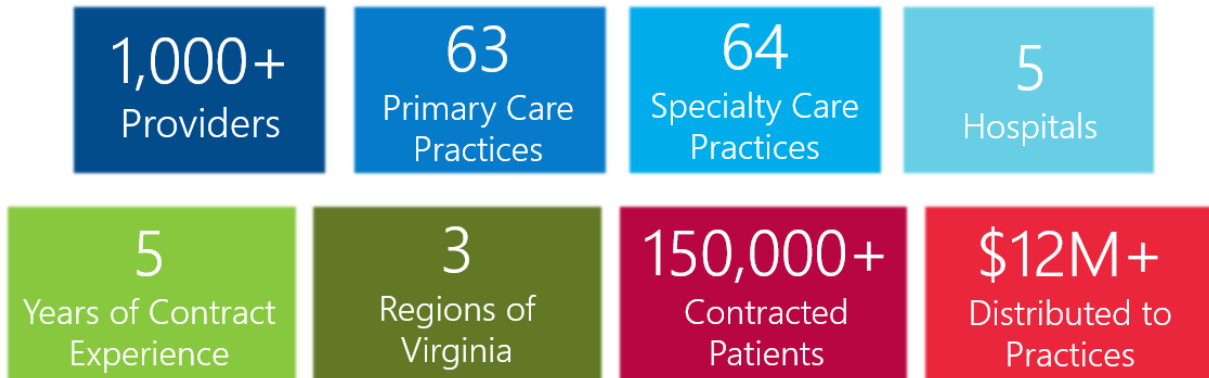 1,000+
Providers
63
Primary Care
Practices
64
Specialty Care
Practices
5
Hospitals
5
Years of Contract
Experience
3
Regions of
Virginia
150,000+
Contracted
Patients
$12M+
Distributed to
Practices